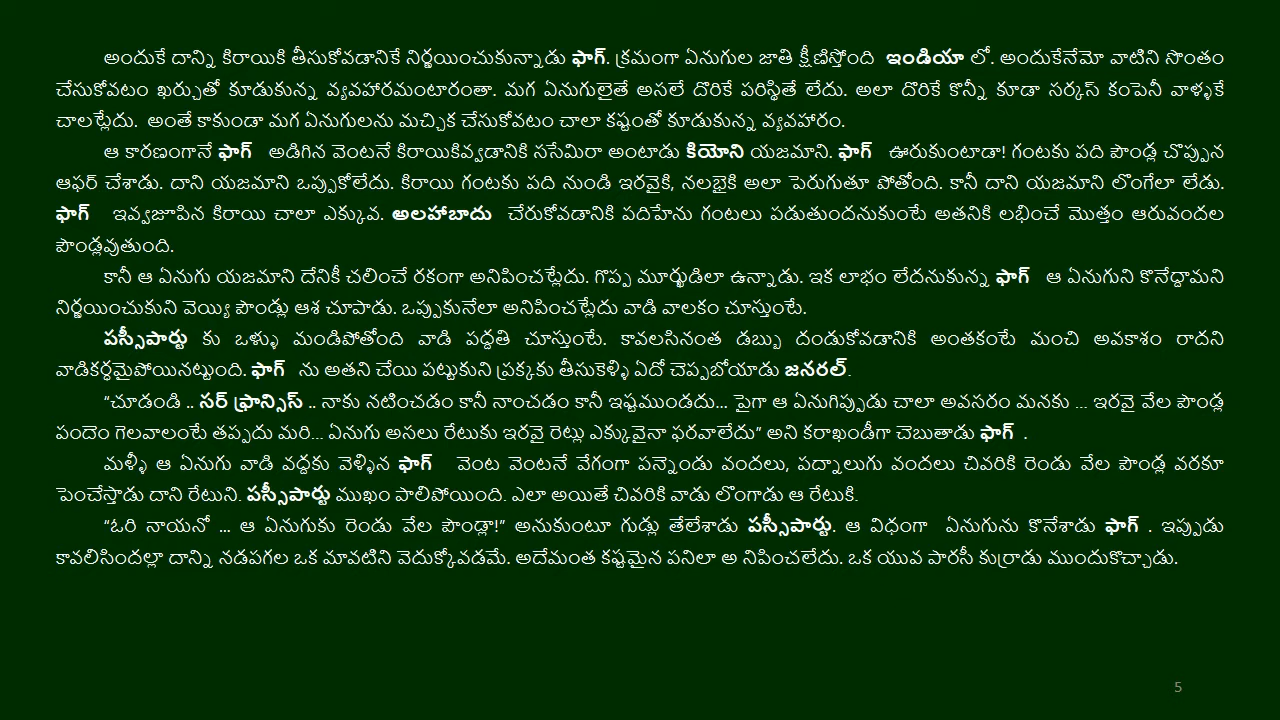 అందుకే దాన్ని కిరాయికి తీసుకోవడానికే నిర్ణయించుకున్నాడు ఫాగ్. క్రమంగా ఏనుగుల జాతి క్షీణిస్తోంది ఇండియా లో. అందుకేనేమో వాటిని సొంతం
చేసుకోవటం ఖర్చుతో కూడుకున్న వ్యవహారమంటారంతా. మగ ఏనుగులైతే అసలే దొరికే పరిస్థితే లేదు. అలా దొరికే కొన్నీ కూడా సర్కస్ కంపెనీ వాళ్ళకే
చాలట్లేదు. అంతే కాకుండా మగ ఏనుగులను మచ్చిక చేసుకోవటం చాలా కష్టంతో కూడుకున్న వ్యవహారం.
ఆ కారణంగానే ఫాగ్ అడిగిన వెంటనే కిరాయికివ్వడానికి ససేమిరా అంటాడు కియోని యజమాని. ఫాగ్ ఊరుకుంటాడా! గంటకు పది పౌండ్ల చొప్పున
ఆఫర్ చేశాడు. దాని యజమాని ఒప్పుకోలేదు. కిరాయి గంటకు పది నుండి ఇరవైకి, నలభైకి అలా పెరుగుతూ పోతోంది. కానీ దాని యజమాని లొంగేలా లేడు.
ఫాగ్ ఇవ్వజూపిన కిరాయి చాలా ఎక్కువ. అలహాబాదు చేరుకోవడానికి పదిహేను గంటలు పడుతుందనుకుంటే అతనికి లభించే మొత్తం ఆరువందల
పౌండ్లవుతుంది.
కానీ ఆ ఏనుగు యజమాని దేనికీ చలించే రకంగా అనిపించట్లేదు. గొప్ప మూర్ఖుడిలా ఉన్నాడు. ఇక లాభం లేదనుకున్న ఫాగ్ ఆ ఏనుగుని కొనేద్దామని
నిర్ణయించుకుని వెయ్యి పౌండ్లు ఆశ చూపాడు. ఒప్పుకునేలా అనిపించట్లేదు వాడి వాలకం చూస్తుంటే.
పస్సీపార్టు కు ఒళ్ళు మండిపోతోంది వాడి పద్దతి చూస్తుంటే. కావలసినంత డబ్బు దండుకోవడానికి అంతకంటే మంచి అవకాశం రాదని
వాడికర్ధమైపోయినట్టుంది. ఫాగ్ ను అతని చేయి పట్టుకుని ప్రక్కకు తీసుకెళ్ళి ఏదో చెప్పబోయాడు జనరల్.
“చూడండి .. సర్ ఫ్రాన్సిస్ .. నాకు నటించడం కానీ నాంచడం కానీ ఇష్టముండదు... పైగా ఆ ఏనుగిప్పుడు చాలా అవసరం మనకు ... ఇరవై వేల పౌండ్ల
పందెం గెలవాలంటే తప్పదు మరి... ఏనుగు అసలు రేటుకు ఇరవై రెట్లు ఎక్కువైనా ఫరవాలేదు” అని కరాఖండీగా చెబుతాడు ఫాగ్ .
మళ్ళీ ఆ ఏనుగు వాడి వద్దకు వెళ్ళిన ఫాగ్ వెంట వెంటనే వేగంగా పన్నెండు వందలు, పద్నాలుగు వందలు చివరికి రెండు వేల పౌండ్ల వరకూ
పెంచేస్తాడు దాని రేటుని. పస్సీపార్టు ముఖం పాలిపోయింది. ఎలా అయితే చివరికి వాడు లొంగాడు ఆ రేటుకి.
“ఓరి నాయనో ... ఆ ఏనుగుకు రెండు వేల పౌండ్లా!” అనుకుంటూ గుడ్లు తేలేశాడు పస్సీపార్టు. ఆ విధంగా ఏనుగును కొనేశాడు ఫాగ్ . ఇప్పుడు
కావలిసిందల్లా దాన్ని నడపగల ఒక మావటిని వెదుక్కోవడమే. అదేమంత కష్టమైన పనిలా అ నిపించలేదు. ఒక యువ పారసీ కుర్రాడు ముందుకొచ్చాడు.
5